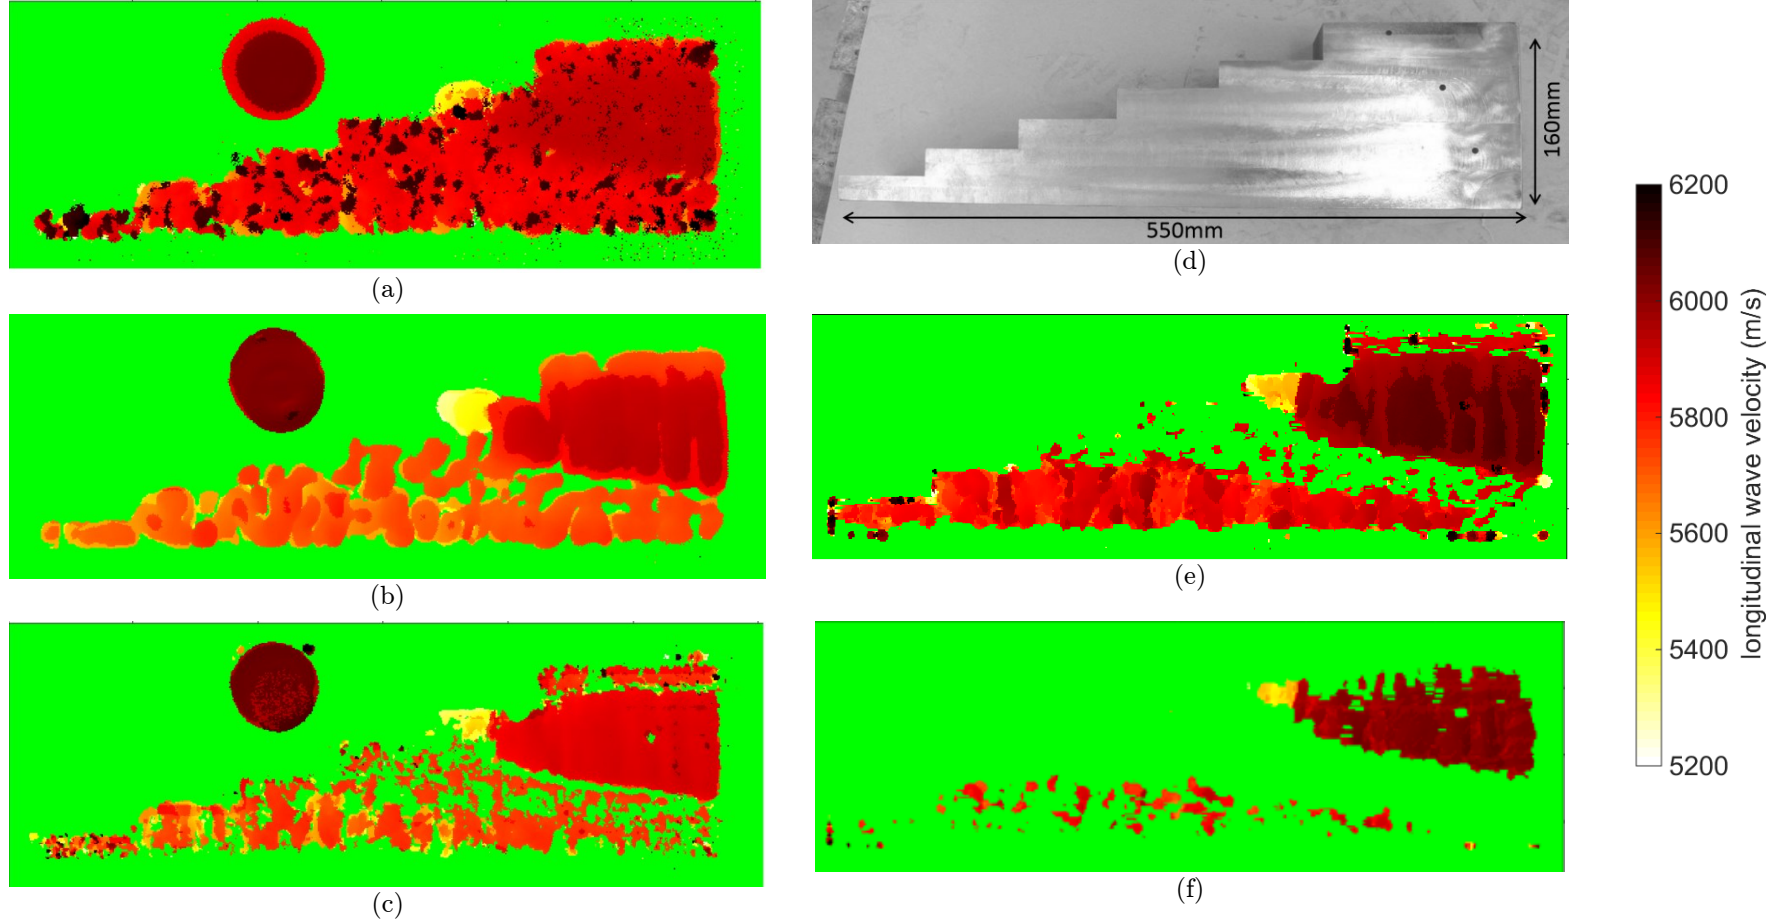 (a)
160mm
550mm
(d)
(b)
(e)
(c)
(f)
6200
6000
5800
5600
5400
5200
longitudinal wave velocity (m/s)